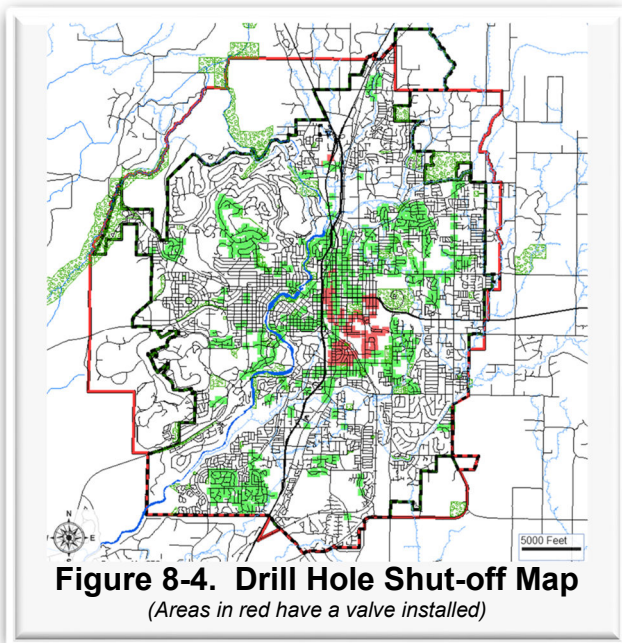 N
E
S
5000 Feet
Figure 8-4. Drill Hole Shut-off Map
(Areas in red have a valve installed)